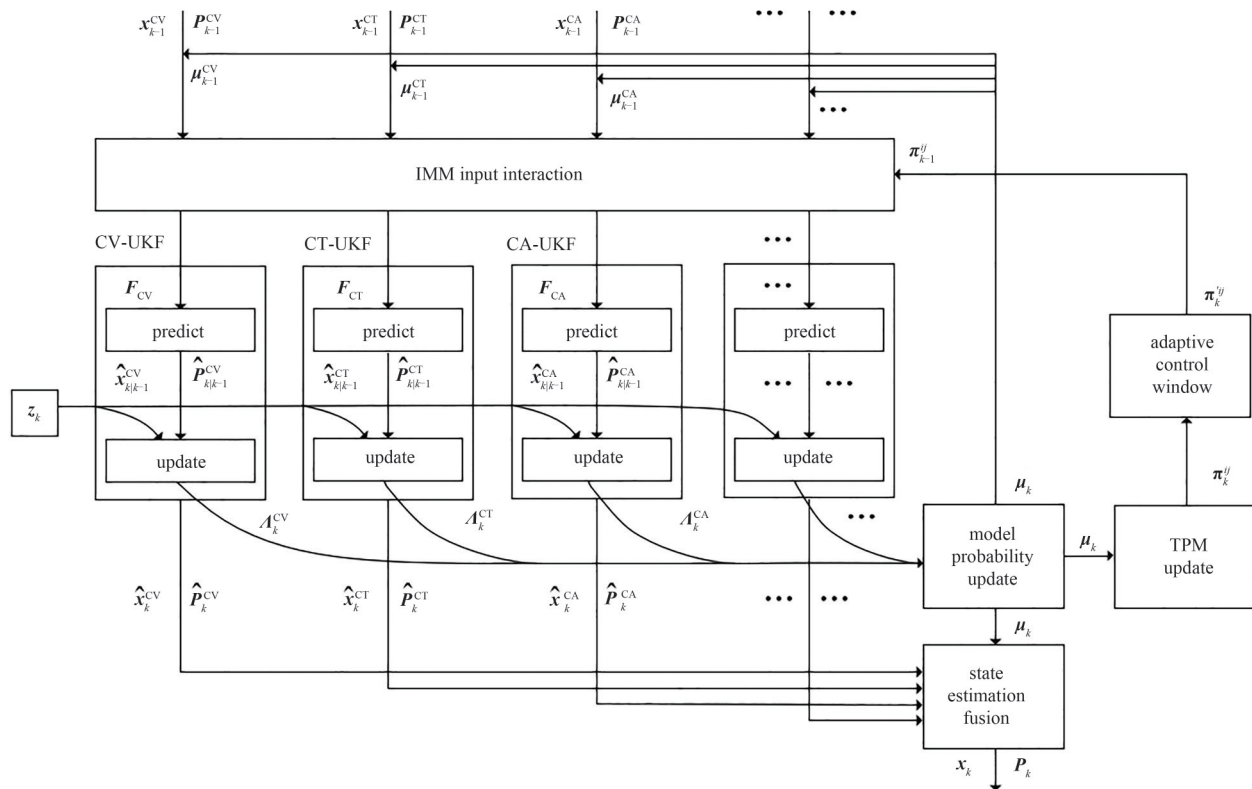 x_{k-1}^{CV} P_{k-1}^{CV} x_{k-1}^{CT} P_{k-1}^{CT} x_{k-1}^{CA} P_{k-1}^{CA} ••• •••
μ_{k-1}^{CV} μ_{k-1}^{CT} μ_{k-1}^{CA} •••
π_{k-1}^{ij}
IMM input interaction
CV-UKF CT-UKF CA-UKF •••
F_{CV} F_{CT} F_{CA} •••
predict predict predict predict
x̂_{k|k-1}^{CV} P̂_{k|k-1}^{CV} x̂_{k|k-1}^{CT} P̂_{k|k-1}^{CT} x̂_{k|k-1}^{CA} P̂_{k|k-1}^{CA} ••• •••
z_k
update update update update
Λ_k^{CV} Λ_k^{CT} Λ_k^{CA} •••
x̂_k^{CV} P̂_k^{CV} x̂_k^{CT} P̂_k^{CT} x̂_k^{CA} P̂_k^{CA} ••• •••
μ_k
model
probability
update
μ_k
TPM
update
π_k^{ij}
adaptive
control
window
π_k^{'ij}
μ_k
state
estimation
fusion
x_k P_k